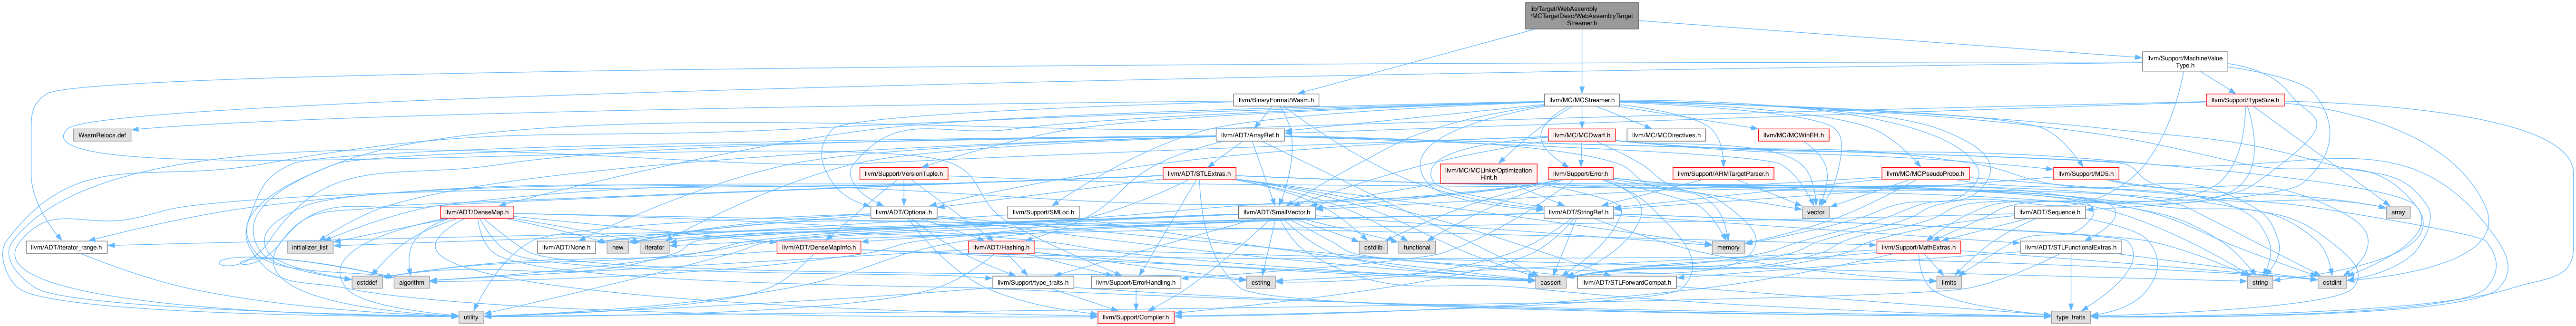 lib/Target/WebAssembly
/MCTargetDesc/WebAssemblyTarget
Streamer.h
llvm/Support/MachineValue
Type.h
llvm/BinaryFormat/Wasm.h
llvm/MC/MCStreamer.h
llvm/Support/TypeSize.h
WasmRelocs.def
llvm/ADT/ArrayRef.h
llvm/MC/MCDwarf.h
llvm/MC/MCDirectives.h
llvm/MC/MCWinEH.h
llvm/Support/VersionTuple.h
llvm/ADT/STLExtras.h
llvm/MC/MCLinkerOptimization
Hint.h
llvm/Support/Error.h
llvm/Support/ARMTargetParser.h
llvm/MC/MCPseudoProbe.h
llvm/Support/MD5.h
llvm/ADT/DenseMap.h
llvm/ADT/Optional.h
llvm/Support/SMLoc.h
llvm/ADT/SmallVector.h
llvm/ADT/StringRef.h
vector
llvm/ADT/Sequence.h
array
llvm/ADT/iterator_range.h
initializer_list
llvm/ADT/None.h
new
iterator
llvm/ADT/DenseMapInfo.h
llvm/ADT/Hashing.h
cstdlib
functional
memory
llvm/Support/MathExtras.h
llvm/ADT/STLFunctionalExtras.h
cstddef
algorithm
llvm/Support/type_traits.h
llvm/Support/ErrorHandling.h
cstring
cassert
llvm/ADT/STLForwardCompat.h
limits
string
cstdint
utility
llvm/Support/Compiler.h
type_traits